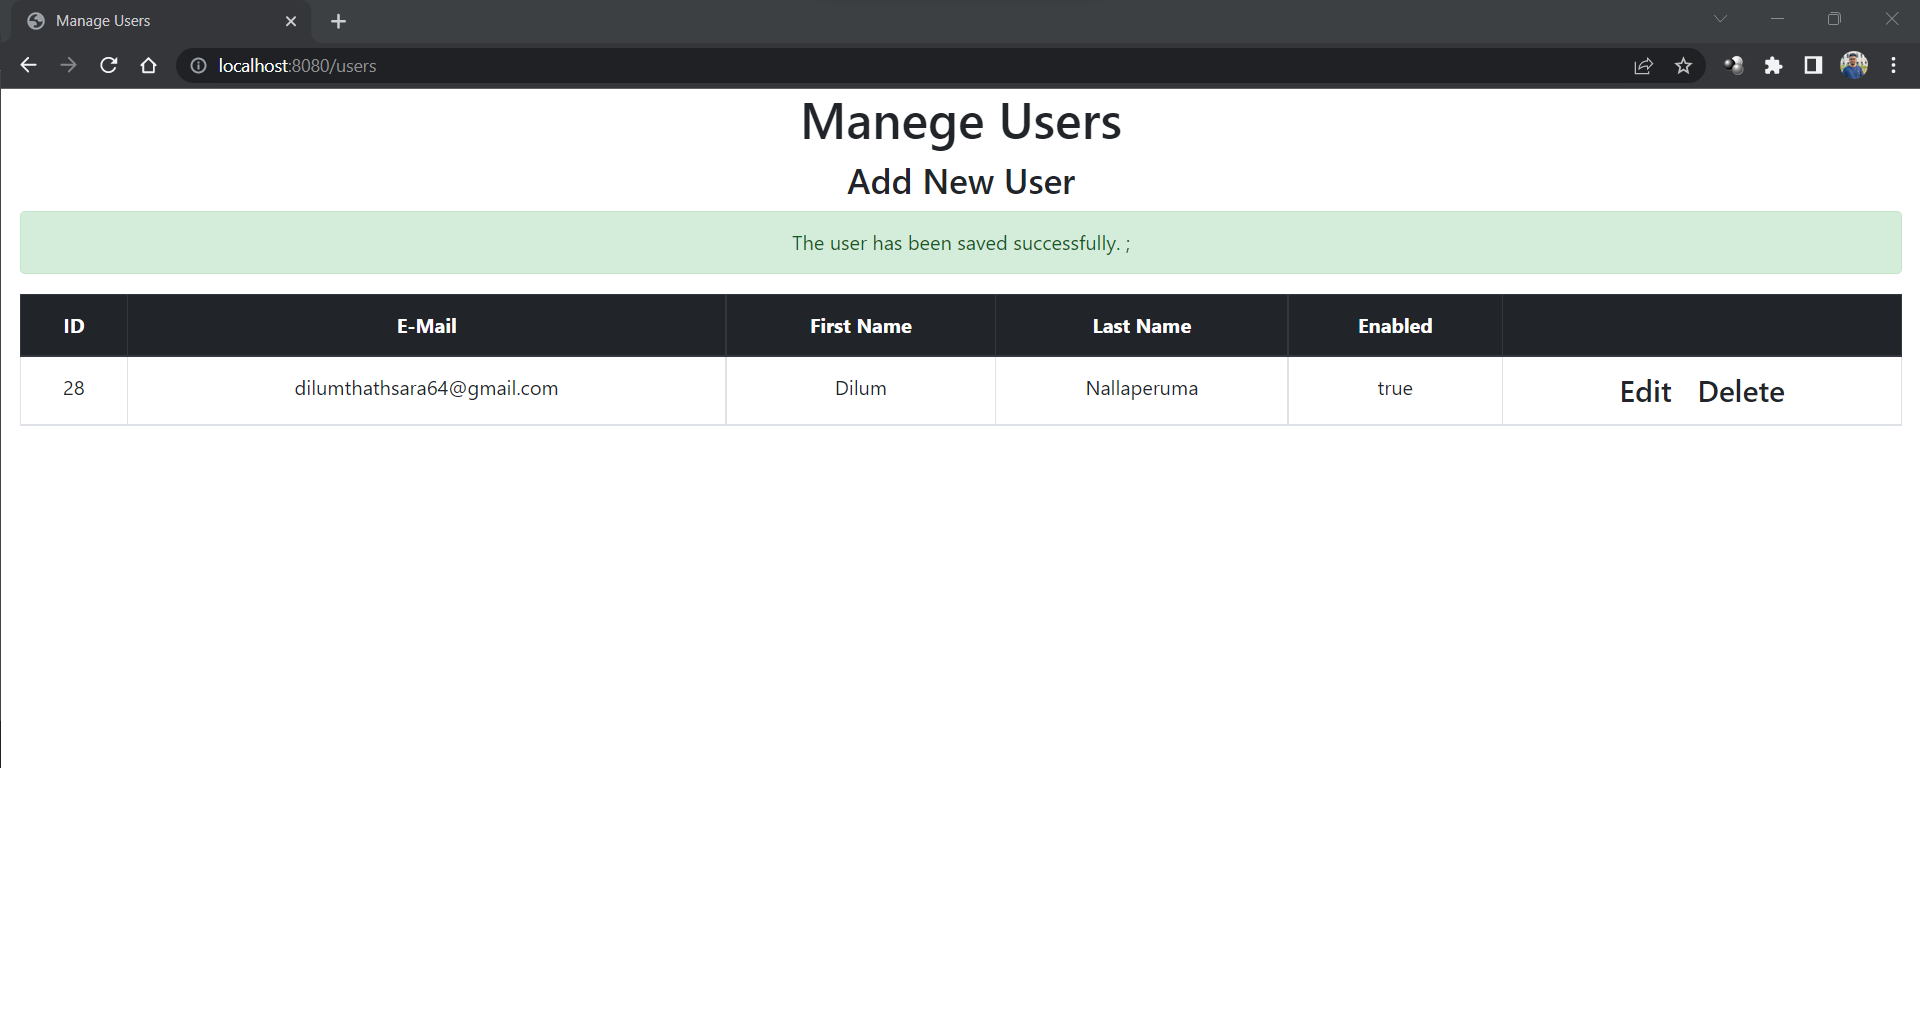 Manage Users
localhost:8080/users
Manege Users
Add New User
The user has been saved successfully. ;
ID E-Mail First Name Last Name Enabled
28 dilumthathsara64@gmail.com Dilum Nallaperuma true Edit Delete